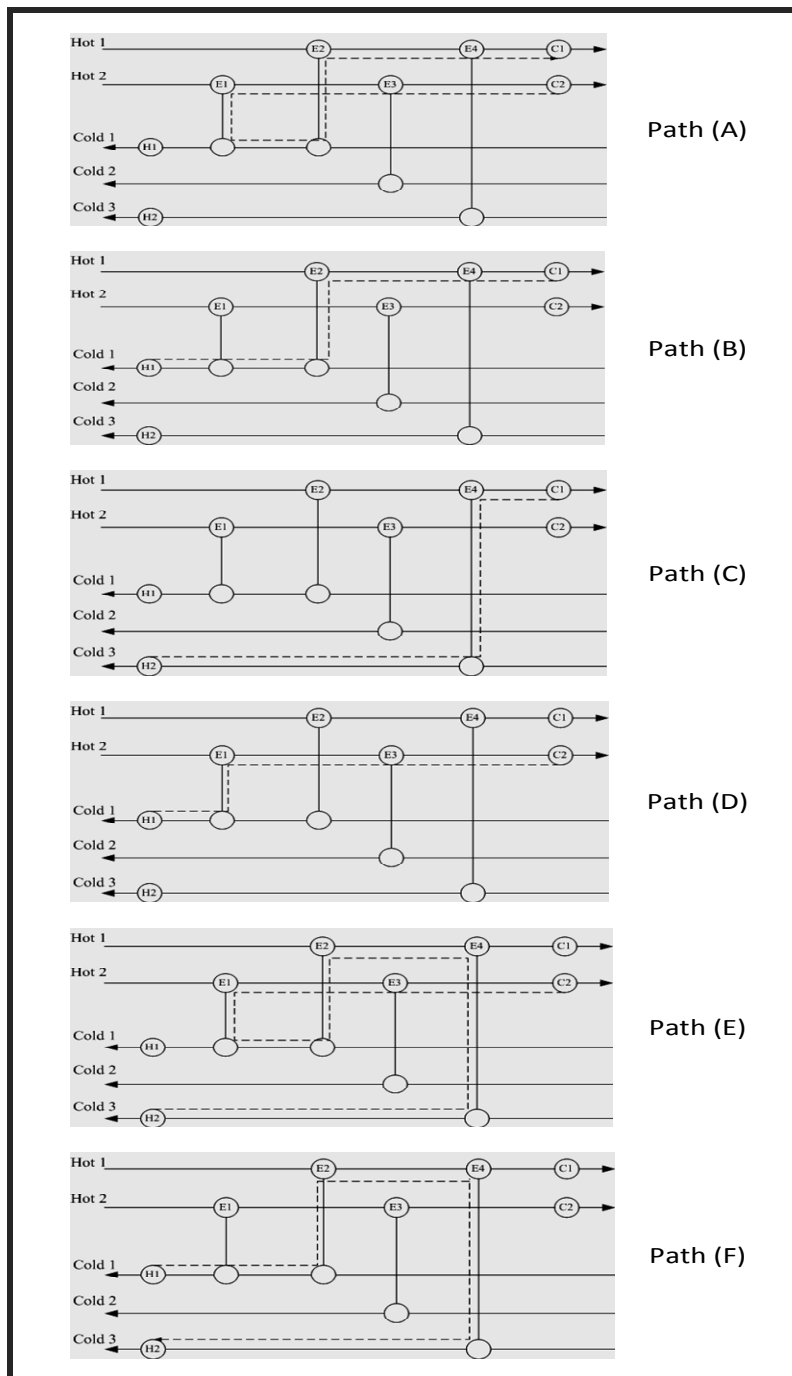 Hot 1
E2 E4 C1
Hot 2
E1 E3 C2
Path (A)
Cold 1
H1
Cold 2
Cold 3
H2
Hot 1
E2 E4 C1
Hot 2
E1 E3 C2
Path (B)
Cold 1
H1
Cold 2
Cold 3
H2
Hot 1
E2 E4 C1
Hot 2
E1 E3 C2
Path (C)
Cold 1
H1
Cold 2
Cold 3
H2
Hot 1
E2 E4 C1
Hot 2
E1 E3 C2
Path (D)
Cold 1
H1
Cold 2
Cold 3
H2
Hot 1
E2 E4 C1
Hot 2
E1 E3 C2
Path (E)
Cold 1
H1
Cold 2
Cold 3
H2
Hot 1
E2 E4 C1
Hot 2
E1 E3 C2
Path (F)
Cold 1
H1
Cold 2
Cold 3
H2